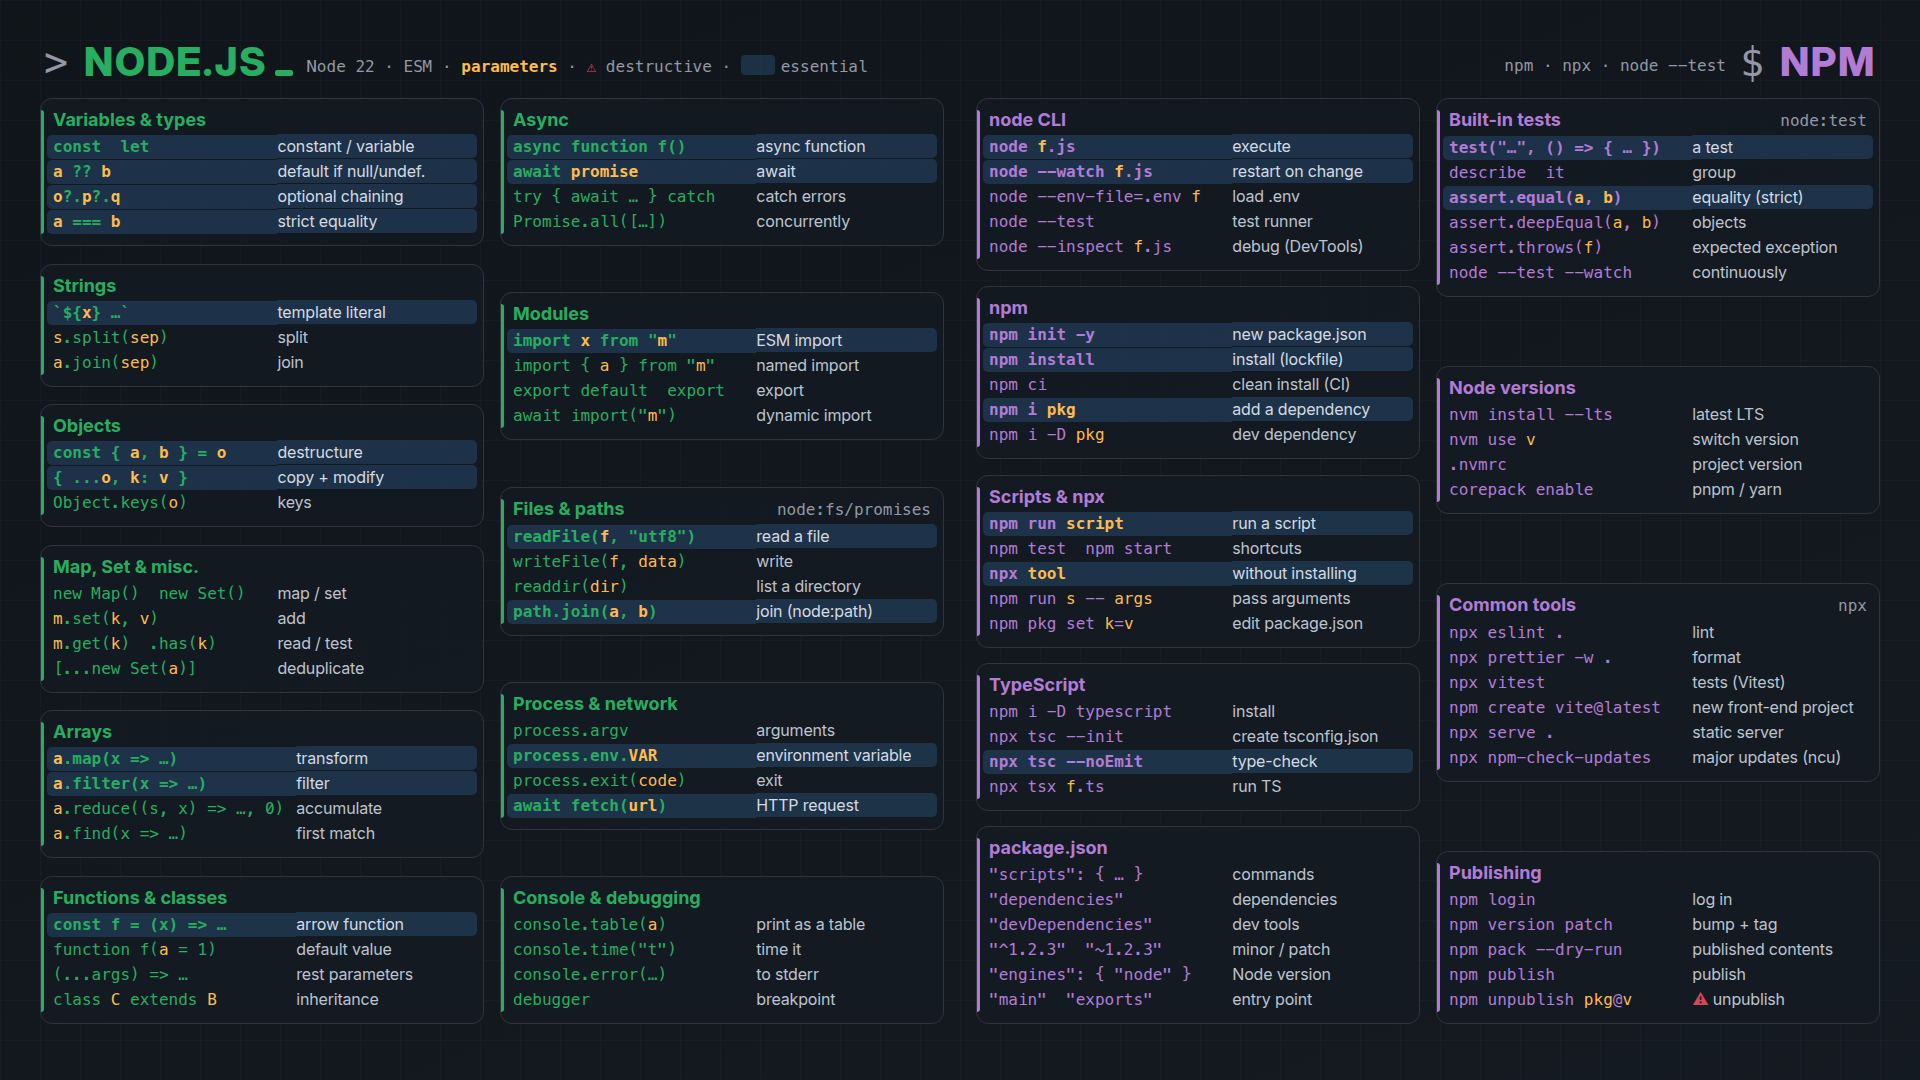 > NODE.JS_ Node 22 · ESM · parameters · ⚠ destructive · essential
npm · npx · node --test $ NPM
Variables & types
const  let constant / variable
a ?? b default if null/undef.
o?.p?.q optional chaining
a === b strict equality
Strings
`${x} …` template literal
s.split(sep) split
a.join(sep) join
Objects
const { a, b } = o destructure
{ ...o, k: v } copy + modify
Object.keys(o) keys
Map, Set & misc.
new Map()  new Set() map / set
m.set(k, v) add
m.get(k)  .has(k) read / test
[...new Set(a)] deduplicate
Arrays
a.map(x => …) transform
a.filter(x => …) filter
a.reduce((s, x) => …, 0) accumulate
a.find(x => …) first match
Functions & classes
const f = (x) => … arrow function
function f(a = 1) default value
(...args) => … rest parameters
class C extends B inheritance
Async
async function f() async function
await promise await
try { await … } catch catch errors
Promise.all([…]) concurrently
Modules
import x from "m" ESM import
import { a } from "m" named import
export default  export export
await import("m") dynamic import
Files & paths node:fs/promises
readFile(f, "utf8") read a file
writeFile(f, data) write
readdir(dir) list a directory
path.join(a, b) join (node:path)
Process & network
process.argv arguments
process.env.VAR environment variable
process.exit(code) exit
await fetch(url) HTTP request
Console & debugging
console.table(a) print as a table
console.time("t") time it
console.error(…) to stderr
debugger breakpoint
node CLI
node f.js execute
node --watch f.js restart on change
node --env-file=.env f load .env
node --test test runner
node --inspect f.js debug (DevTools)
npm
npm init -y new package.json
npm install install (lockfile)
npm ci clean install (CI)
npm i pkg add a dependency
npm i -D pkg dev dependency
Scripts & npx
npm run script run a script
npm test  npm start shortcuts
npx tool without installing
npm run s -- args pass arguments
npm pkg set k=v edit package.json
TypeScript
npm i -D typescript install
npx tsc --init create tsconfig.json
npx tsc --noEmit type-check
npx tsx f.ts run TS
package.json
"scripts": { … } commands
"dependencies" dependencies
"devDependencies" dev tools
"^1.2.3"  "~1.2.3" minor / patch
"engines": { "node" } Node version
"main"  "exports" entry point
Built-in tests node:test
test("…", () => { … }) a test
describe  it group
assert.equal(a, b) equality (strict)
assert.deepEqual(a, b) objects
assert.throws(f) expected exception
node --test --watch continuously
Node versions
nvm install --lts latest LTS
nvm use v switch version
.nvmrc project version
corepack enable pnpm / yarn
Common tools npx
npx eslint . lint
npx prettier -w . format
npx vitest tests (Vitest)
npm create vite@latest new front-end project
npx serve . static server
npx npm-check-updates major updates (ncu)
Publishing
npm login log in
npm version patch bump + tag
npm pack --dry-run published contents
npm publish publish
npm unpublish pkg@v ⚠ unpublish